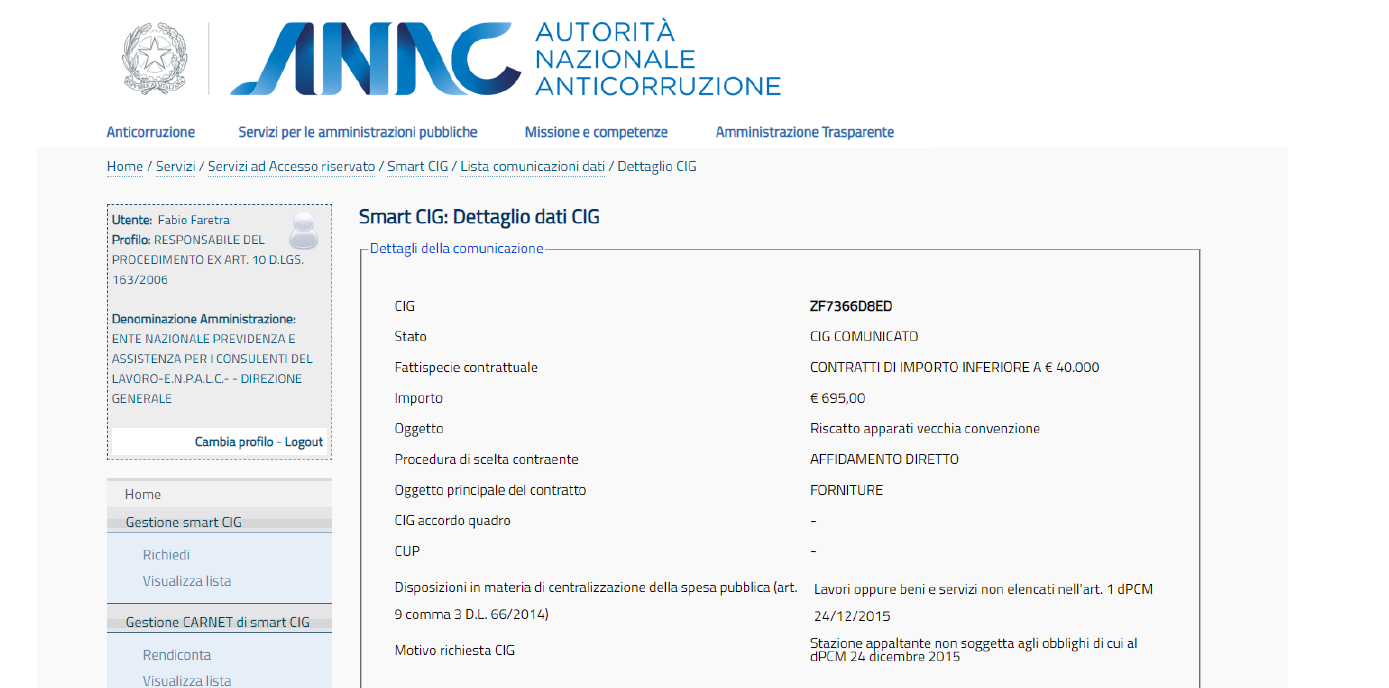 ANAC
AUTORITÀ
NAZIONALE
ANTICORRUZIONE
Anticorruzione Servizi per le amministrazioni pubbliche Missione e competenze Amministrazione Trasparente
Home / Servizi / Servizi ad Accesso riservato / Smart CIG / Lista comunicazioni dati / Dettaglio CIG
Utente: Fabio Faretra
Profilo: RESPONSABILE DEL
PROCEDIMENTO EX ART. 10 D.LGS.
163/2006
Denominazione Amministrazione:
ENTE NAZIONALE PREVIDENZA E
ASSISTENZA PER I CONSULENTI DEL
LAVORO-E.N.P.A.L.C.- - DIREZIONE
GENERALE
Cambia profilo - Logout
Home
Gestione smart CIG
Richiedi
Visualizza lista
Gestione CARNET di smart CIG
Rendiconta
Visualizza lista
Smart CIG: Dettaglio dati CIG
Dettagli della comunicazione
CIG ZF7366D8ED
Stato CIG COMUNICATO
Fattispecie contrattuale CONTRATTI DI IMPORTO INFERIORE A € 40.000
Importo € 695,00
Oggetto Riscatto apparati vecchia convenzione
Procedura di scelta contraente AFFIDAMENTO DIRETTO
Oggetto principale del contratto FORNITURE
CIG accordo quadro -
CUP -
Disposizioni in materia di centralizzazione della spesa pubblica (art. Lavori oppure beni e servizi non elencati nell'art. 1 dPCM
9 comma 3 D.L. 66/2014) 24/12/2015
Motivo richiesta CIG Stazione appaltante non soggetta agli obblighi di cui al
dPCM 24 dicembre 2015